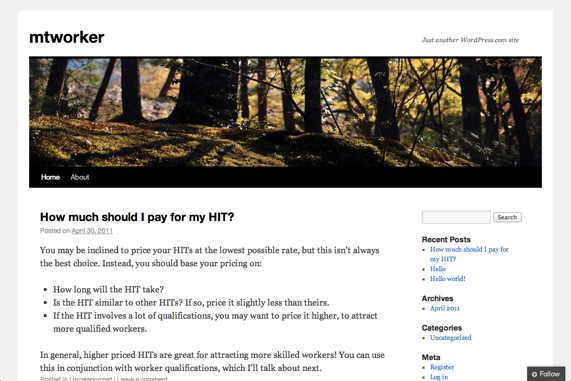 mtworker
Just another WordPress.com site
Home About
How much should I pay for my HIT?
Posted on April 30, 2011
You may be inclined to price your HITs at the lowest possible rate, but this isn't always
the best choice. Instead, you should base your pricing on:
How long will the HIT take?
Is the HIT similar to other HITs? If so, price it slightly less than theirs.
If the HIT involves a lot of qualifications, you may want to price it higher, to attract
more qualified workers.
In general, higher priced HITs are great for attracting more skilled workers! You can use
this in conjunction with worker qualifications, which I'll talk about next.
Posted in Uncategorized | Leave a comment
Search
Recent Posts
How much should I pay for my
HIT?
Hello
Hello world!
Archives
April 2011
Categories
Uncategorized
Meta
Register
Log in
Follow